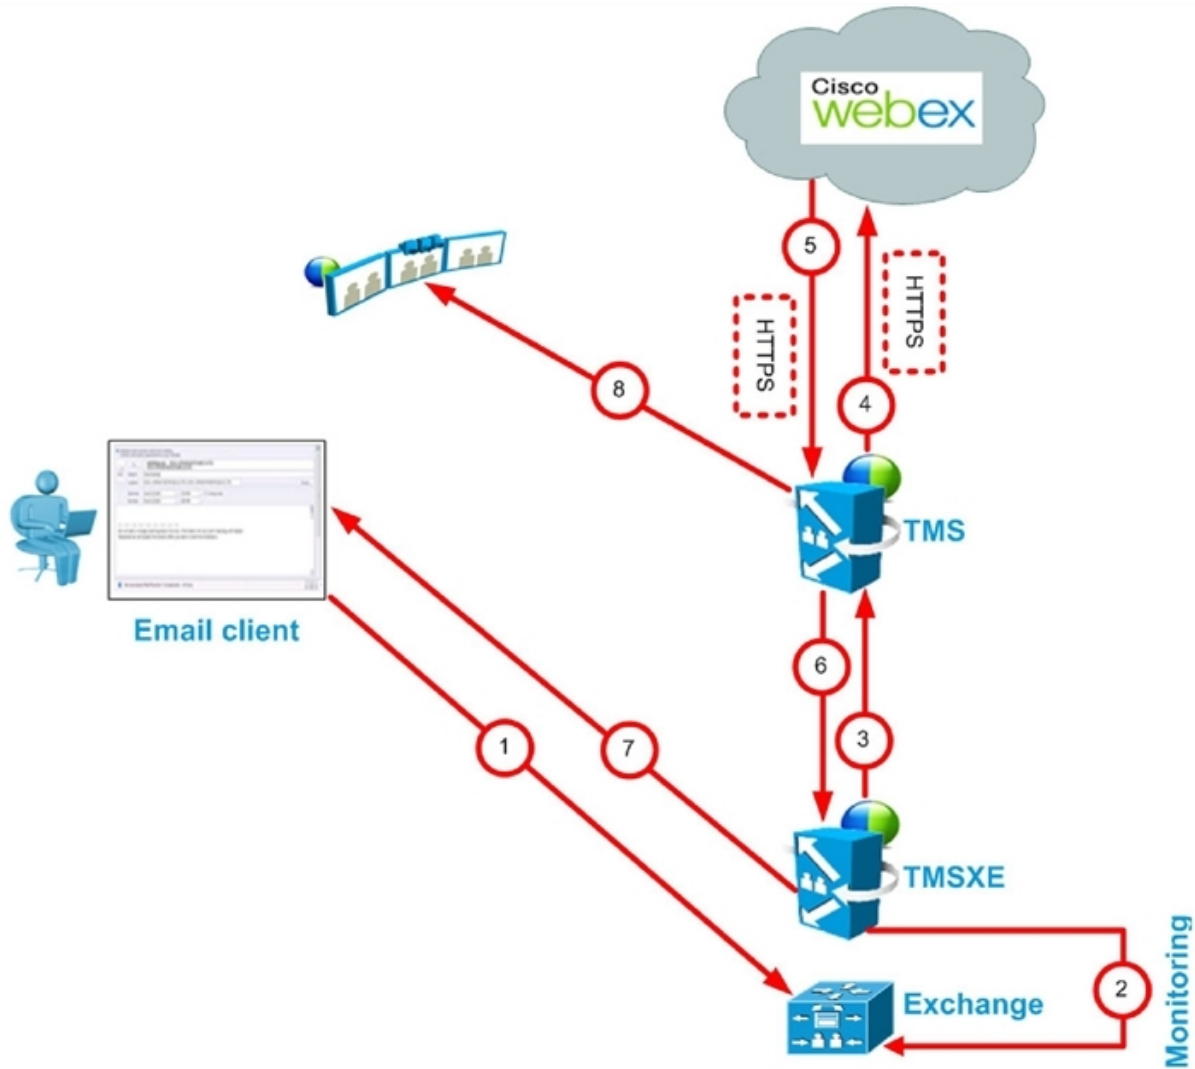 Cisco
webex
5
HTTPS
HTTPS
4
8
TMS
Email client
6
3
1
7
TMSXE
Monitoring
2
Exchange